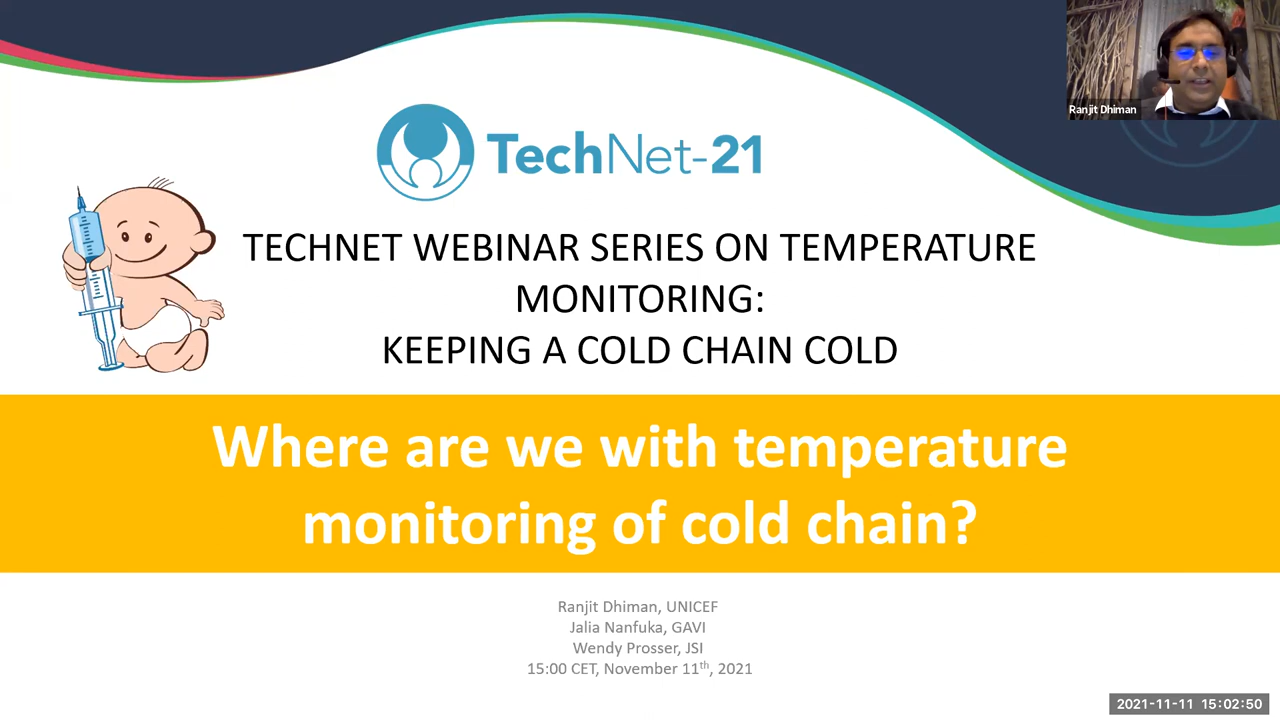 Ranjit Dhiman
TechNet-21
TECHNET WEBINAR SERIES ON TEMPERATURE
MONITORING:
KEEPING A COLD CHAIN COLD
Where are we with temperature
monitoring of cold chain?
Ranjit Dhiman, UNICEF
Jalia Nanfuka, GAVI
Wendy Prosser, JSI
15:00 CET, November 11th, 2021
2021-11-11 15:02:50